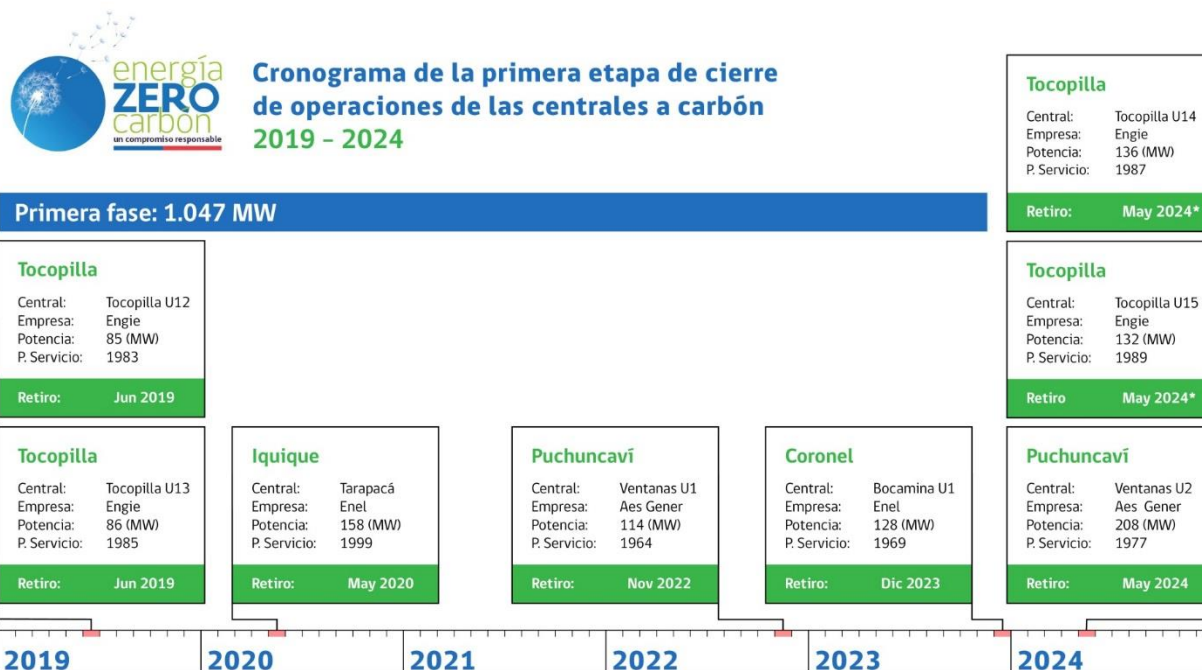 energía
ZERO
carbón
un compromiso responsable
Cronograma de la primera etapa de cierre
de operaciones de las centrales a carbón
2019 - 2024
Primera fase: 1.047 MW
Tocopilla
Central: Tocopilla U12
Empresa: Engie
Potencia: 85 (MW)
P. Servicio: 1983
Retiro: Jun 2019
Tocopilla
Central: Tocopilla U13
Empresa: Engie
Potencia: 86 (MW)
P. Servicio: 1985
Retiro: Jun 2019
Iquique
Central: Tarapacá
Empresa: Enel
Potencia: 158 (MW)
P. Servicio: 1999
Retiro: May 2020
Puchuncaví
Central: Ventanas U1
Empresa: Aes Gener
Potencia: 114 (MW)
P. Servicio: 1964
Retiro: Nov 2022
Coronel
Central: Bocamina U1
Empresa: Enel
Potencia: 128 (MW)
P. Servicio: 1969
Retiro: Dic 2023
Tocopilla
Central: Tocopilla U14
Empresa: Engie
Potencia: 136 (MW)
P. Servicio: 1987
Retiro: May 2024*
Tocopilla
Central: Tocopilla U15
Empresa: Engie
Potencia: 132 (MW)
P. Servicio: 1989
Retiro May 2024*
Puchuncaví
Central: Ventanas U2
Empresa: Aes Gener
Potencia: 208 (MW)
P. Servicio: 1977
Retiro: May 2024
2019 2020 2021 2022 2023 2024